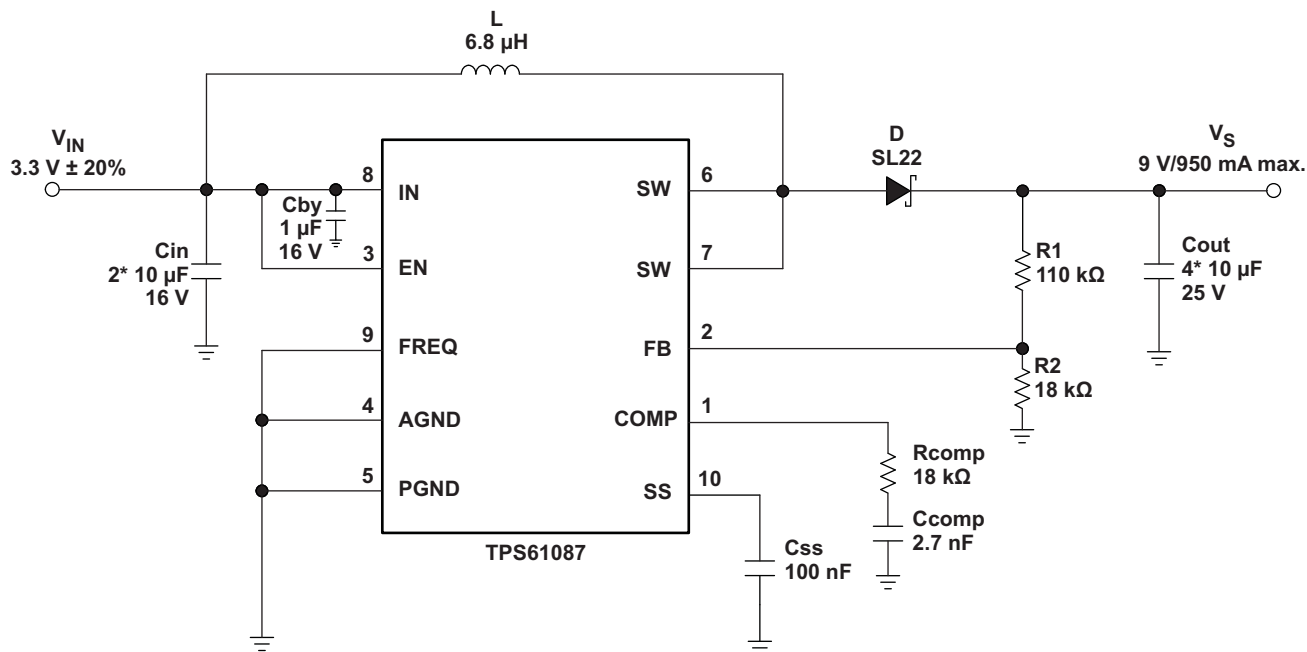 L
6.8 µH
VIN
3.3 V ± 20%
D
SL22
VS
9 V/950 mA max.
8
IN
SW
6
Cby
1 µF
16 V
Cin
2* 10 µF
16 V
3
EN
SW
7
R1
110 kΩ
Cout
4* 10 µF
25 V
9
FREQ
FB
2
R2
18 kΩ
4
AGND
COMP
1
Rcomp
18 kΩ
5
PGND
SS
10
Ccomp
2.7 nF
Css
100 nF
TPS61087